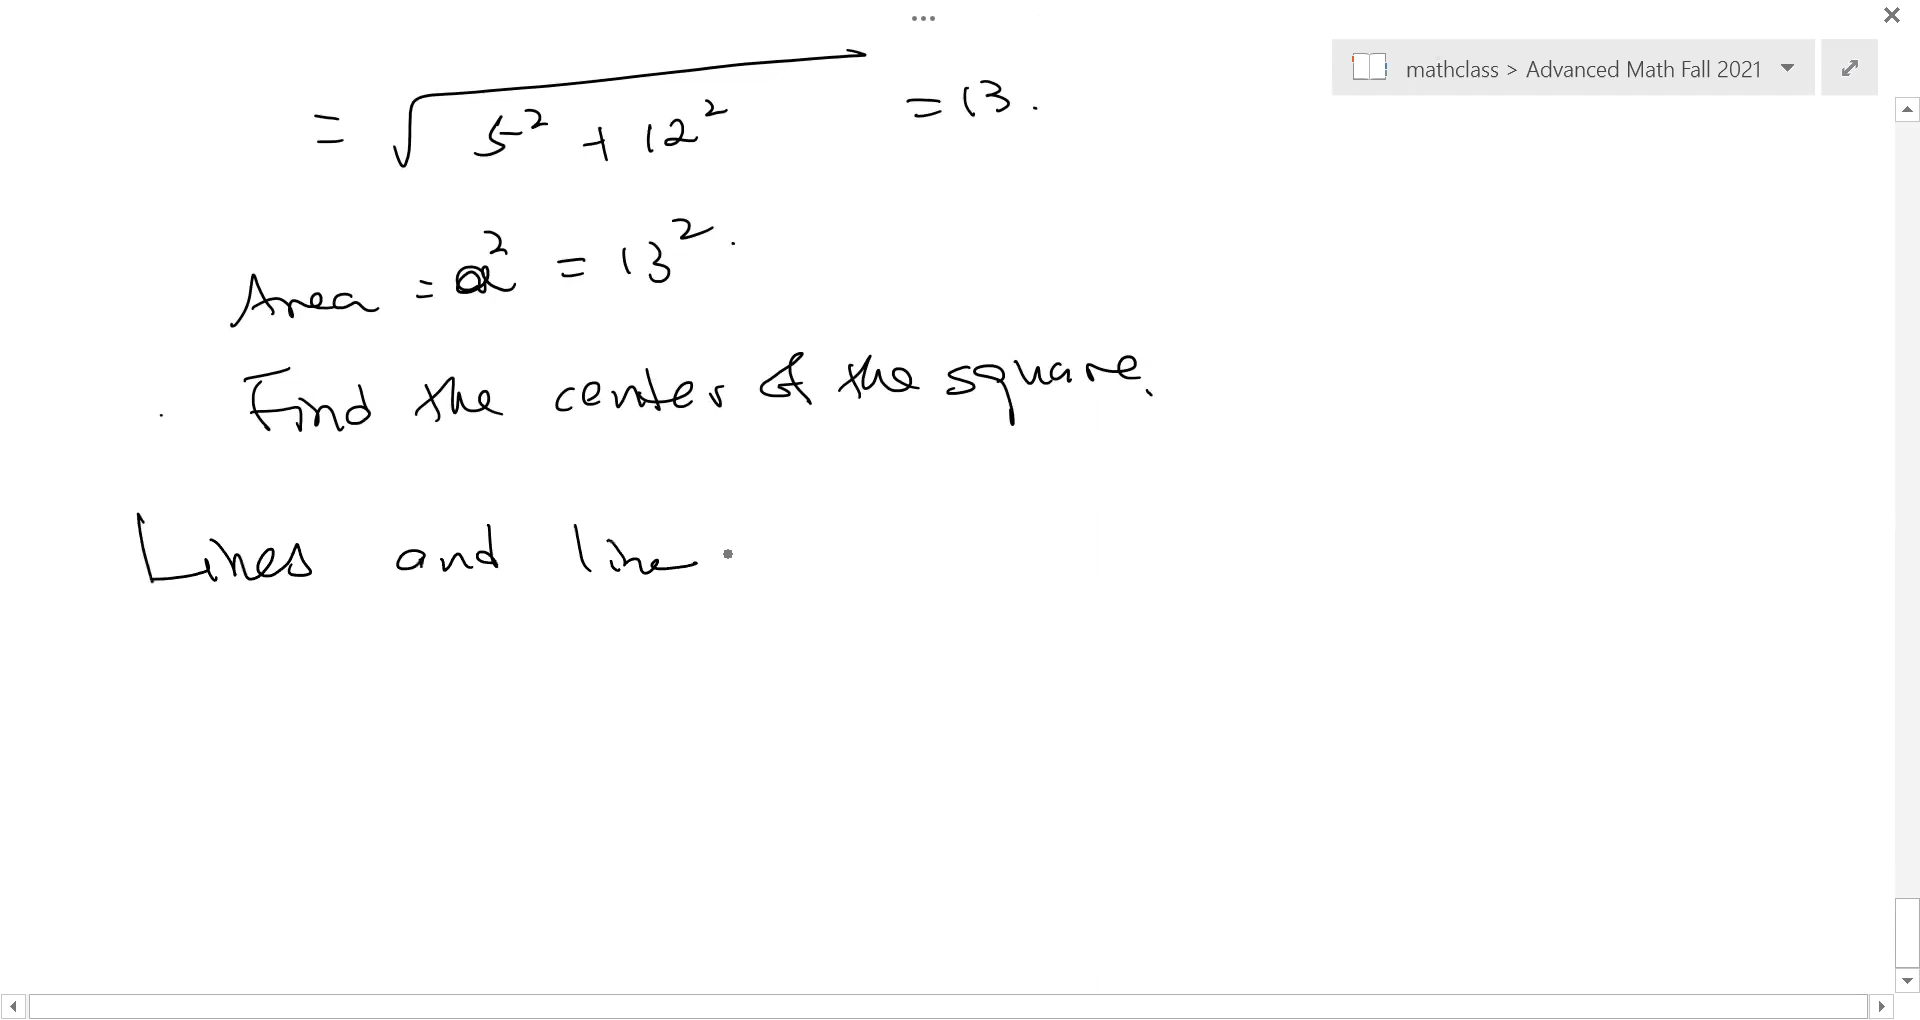 mathclass > Advanced Math Fall 2021
= √5² + 12² = 13.
Area = a² = 13².
Find the center of the square.
Lines and line